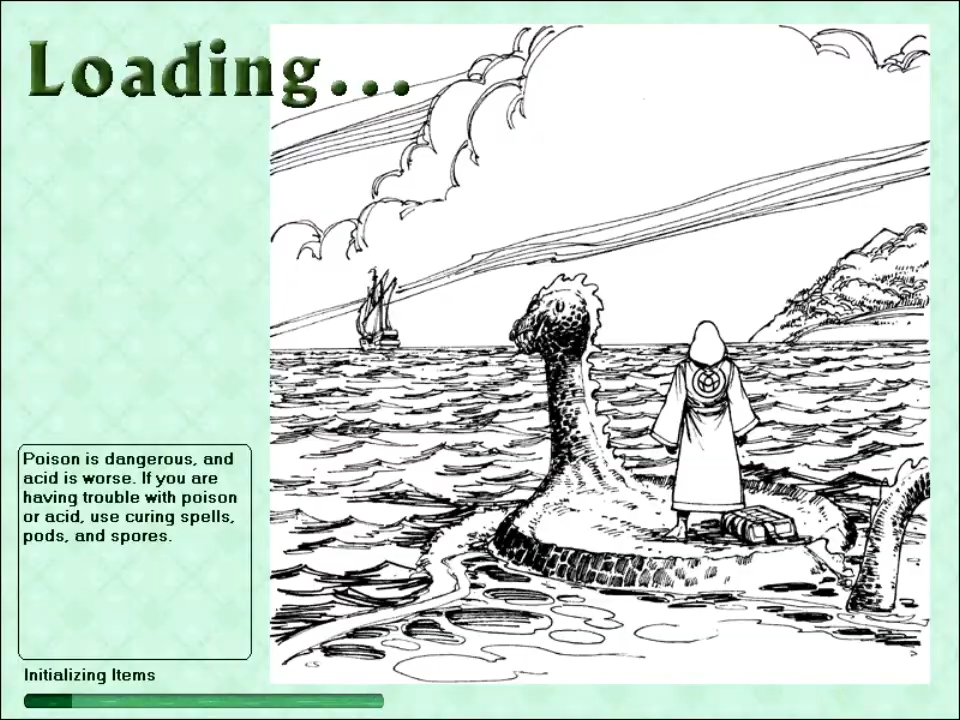 Loading...
Poison is dangerous, and
acid is worse. If you are
having trouble with poison
or acid, use curing spells,
pods, and spores.
Initializing Items